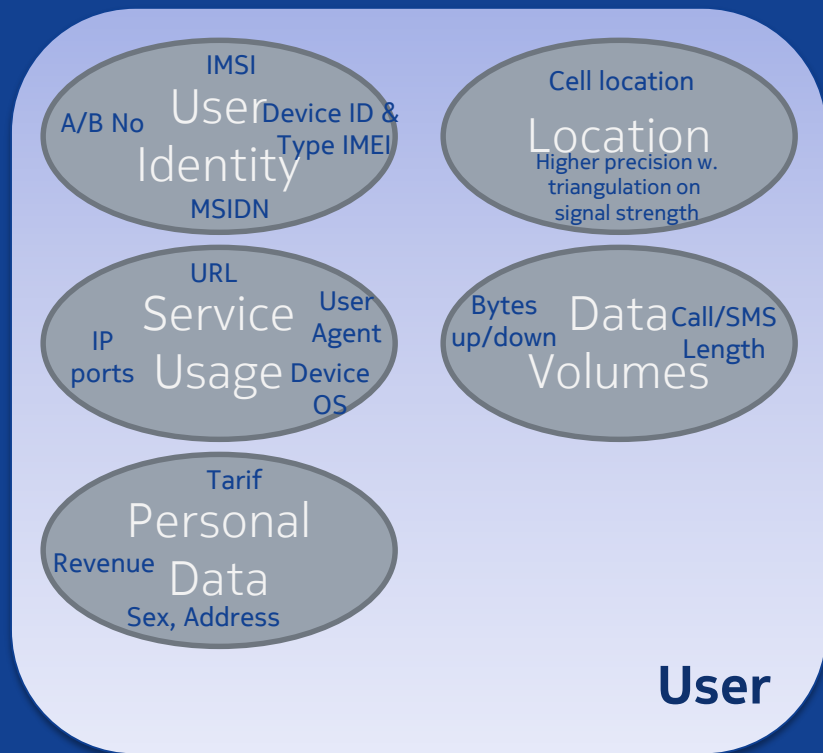 IMSI
A/B No
User
Identity
Device ID &
Type IMEI
MSIDN
Cell location
Location
Higher precision w.
triangulation on
signal strength
URL
Service
Usage
User
Agent
IP
ports
Device
OS
Bytes
up/down
Data
Volumes
Call/SMS
Length
Tarif
Personal
Data
Revenue
Sex, Address
User